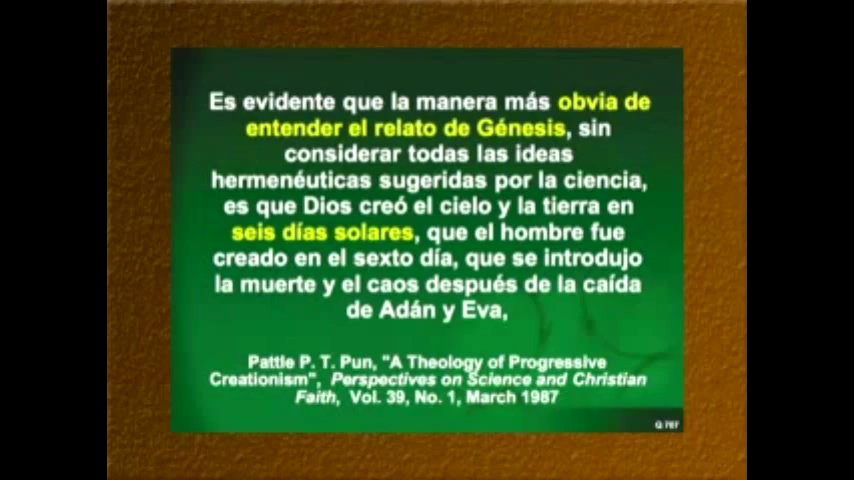 Es evidente que la manera más obvia de
entender el relato de Génesis, sin
considerar todas las ideas
hermenéuticas sugeridas por la ciencia,
es que Dios creó el cielo y la tierra en
seis días solares, que el hombre fue
creado en el sexto día, que se introdujo
la muerte y el caos después de la caída
de Adán y Eva,
Pattle P. T. Pun, "A Theology of Progressive
Creationism", Perspectives on Science and Christian
Faith, Vol. 39, No. 1, March 1987